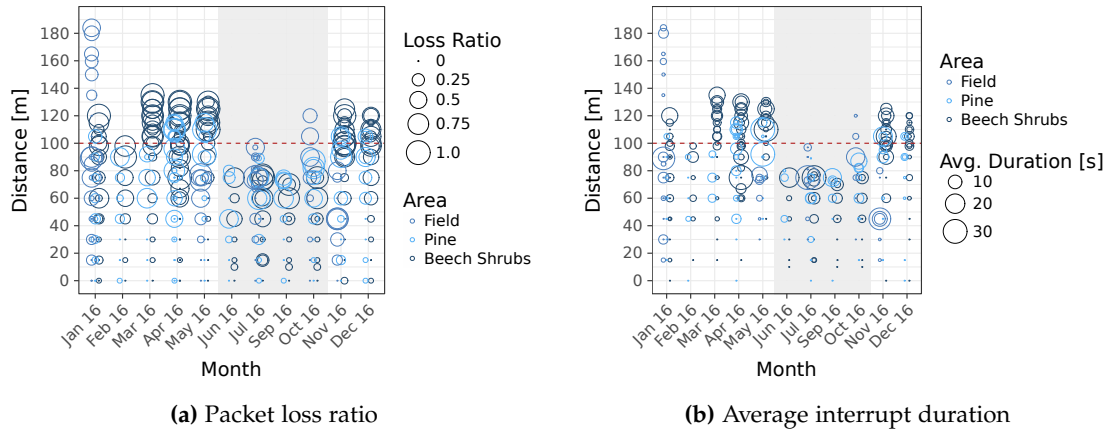 Distance [m]
180
160
140
120
100
80
60
40
20
0
Jan 16
Feb 16
Mar 16
Apr 16
May 16
Jun 16
Jul 16
Sep 16
Oct 16
Nov 16
Dec 16
Month
Loss Ratio
0
0.25
0.5
0.75
1.0
Area
Field
Pine
Beech Shrubs
(a) Packet loss ratio
Distance [m]
180
160
140
120
100
80
60
40
20
0
Jan 16
Feb 16
Mar 16
Apr 16
May 16
Jun 16
Jul 16
Sep 16
Oct 16
Nov 16
Dec 16
Month
Area
Field
Pine
Beech Shrubs
Avg. Duration [s]
10
20
30
(b) Average interrupt duration